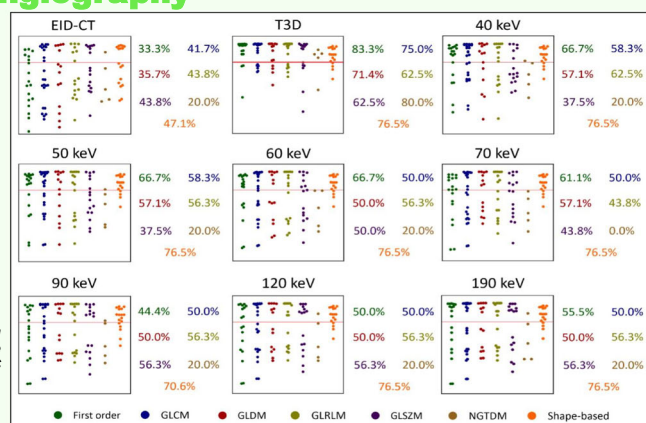 EID-CT T3D 40 keV
33.3% 41.7% 83.3% 75.0% 66.7% 58.3%
35.7% 43.8% 71.4% 62.5% 57.1% 62.5%
43.8% 20.0% 62.5% 80.0% 37.5% 20.0%
47.1% 76.5% 76.5%
50 keV 60 keV 70 keV
66.7% 58.3% 66.7% 50.0% 61.1% 50.0%
57.1% 56.3% 50.0% 56.3% 57.1% 43.8%
37.5% 20.0% 50.0% 20.0% 43.8% 0.0%
76.5% 76.5% 76.5%
90 keV 120 keV 190 keV
44.4% 50.0% 50.0% 50.0% 55.5% 50.0%
50.0% 56.3% 50.0% 56.3% 50.0% 56.3%
56.3% 20.0% 56.3% 20.0% 56.3% 20.0%
70.6% 76.5% 76.5%
First order GLCM GLDM GLRLM GLSZM NGTDM Shape-based